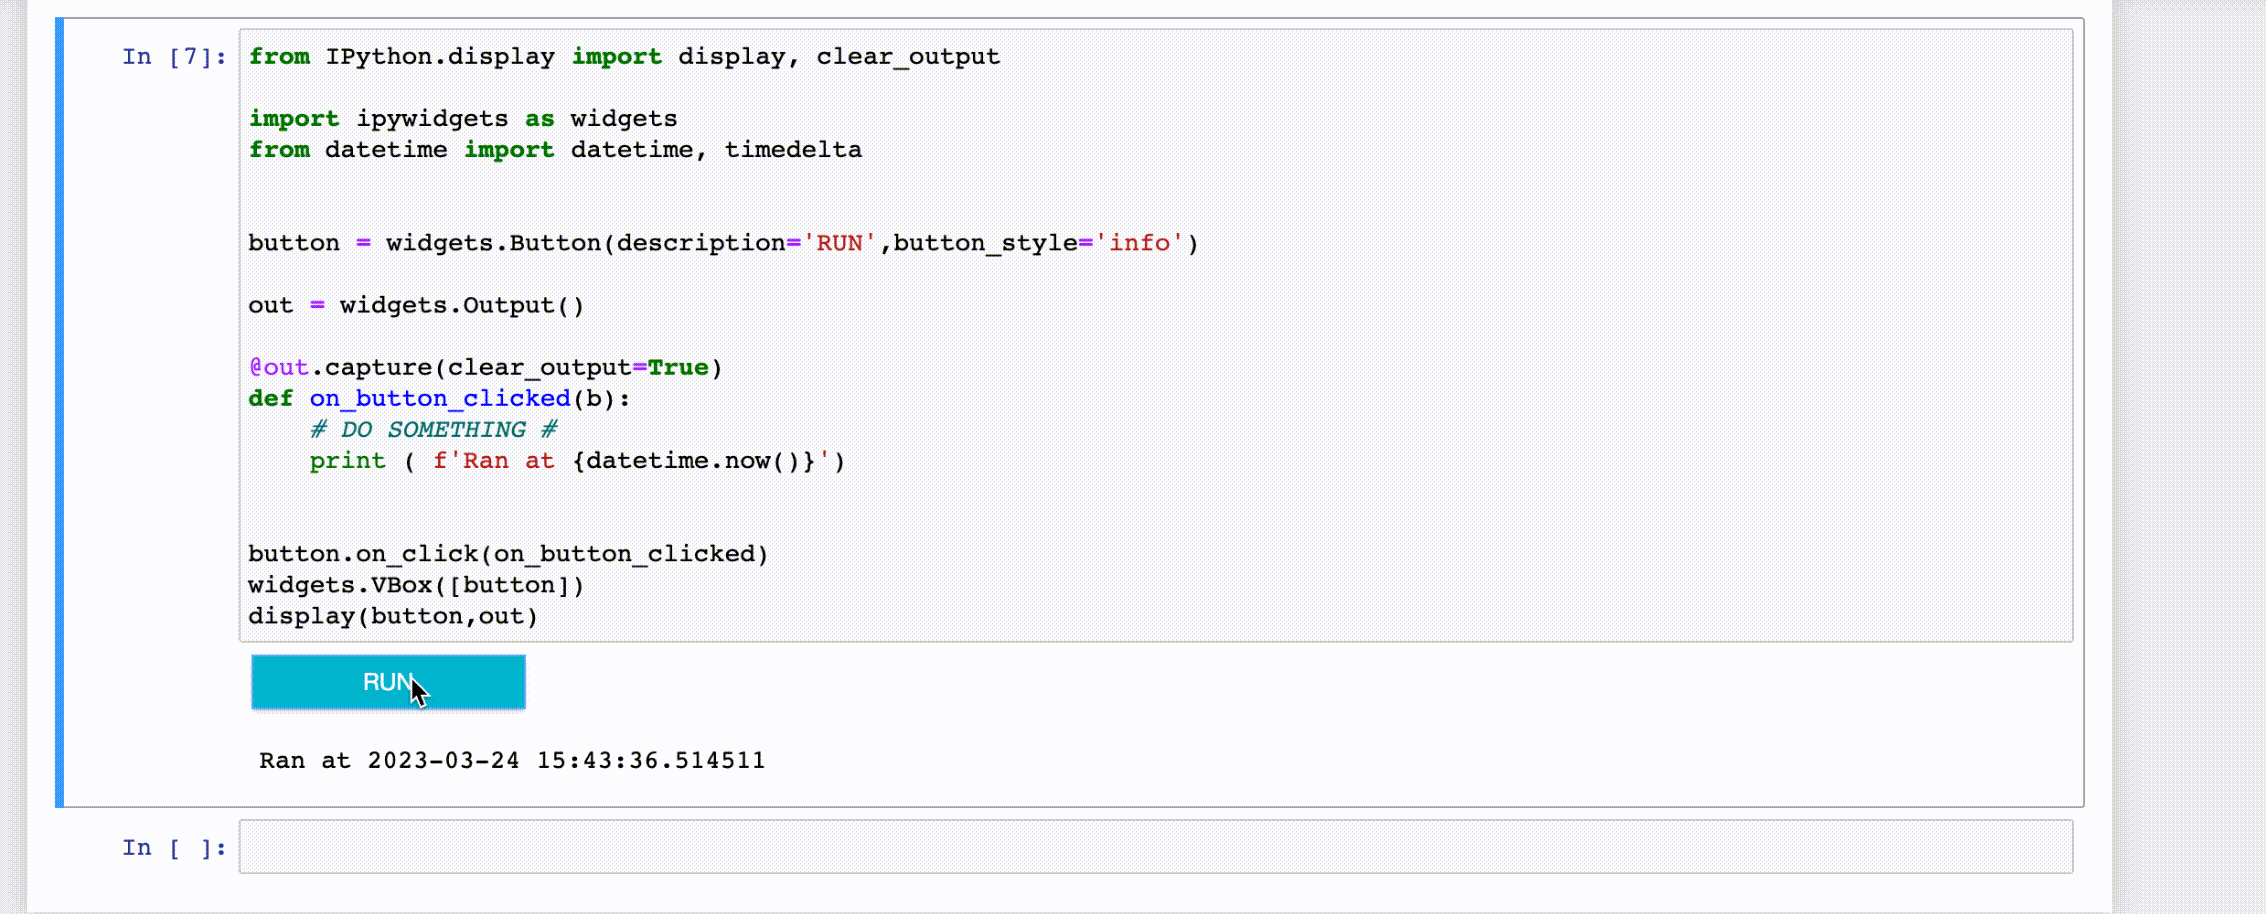 In [7]:
from IPython.display import display, clear_output
import ipywidgets as widgets
from datetime import datetime, timedelta
button = widgets.Button(description='RUN',button_style='info')
out = widgets.Output()
@out.capture(clear_output=True)
def on_button_clicked(b):
    # DO SOMETHING #
    print ( f'Ran at {datetime.now()}')
button.on_click(on_button_clicked)
widgets.VBox([button])
display(button,out)
RUN
Ran at 2023-03-24 15:43:36.514511
In [ ]: